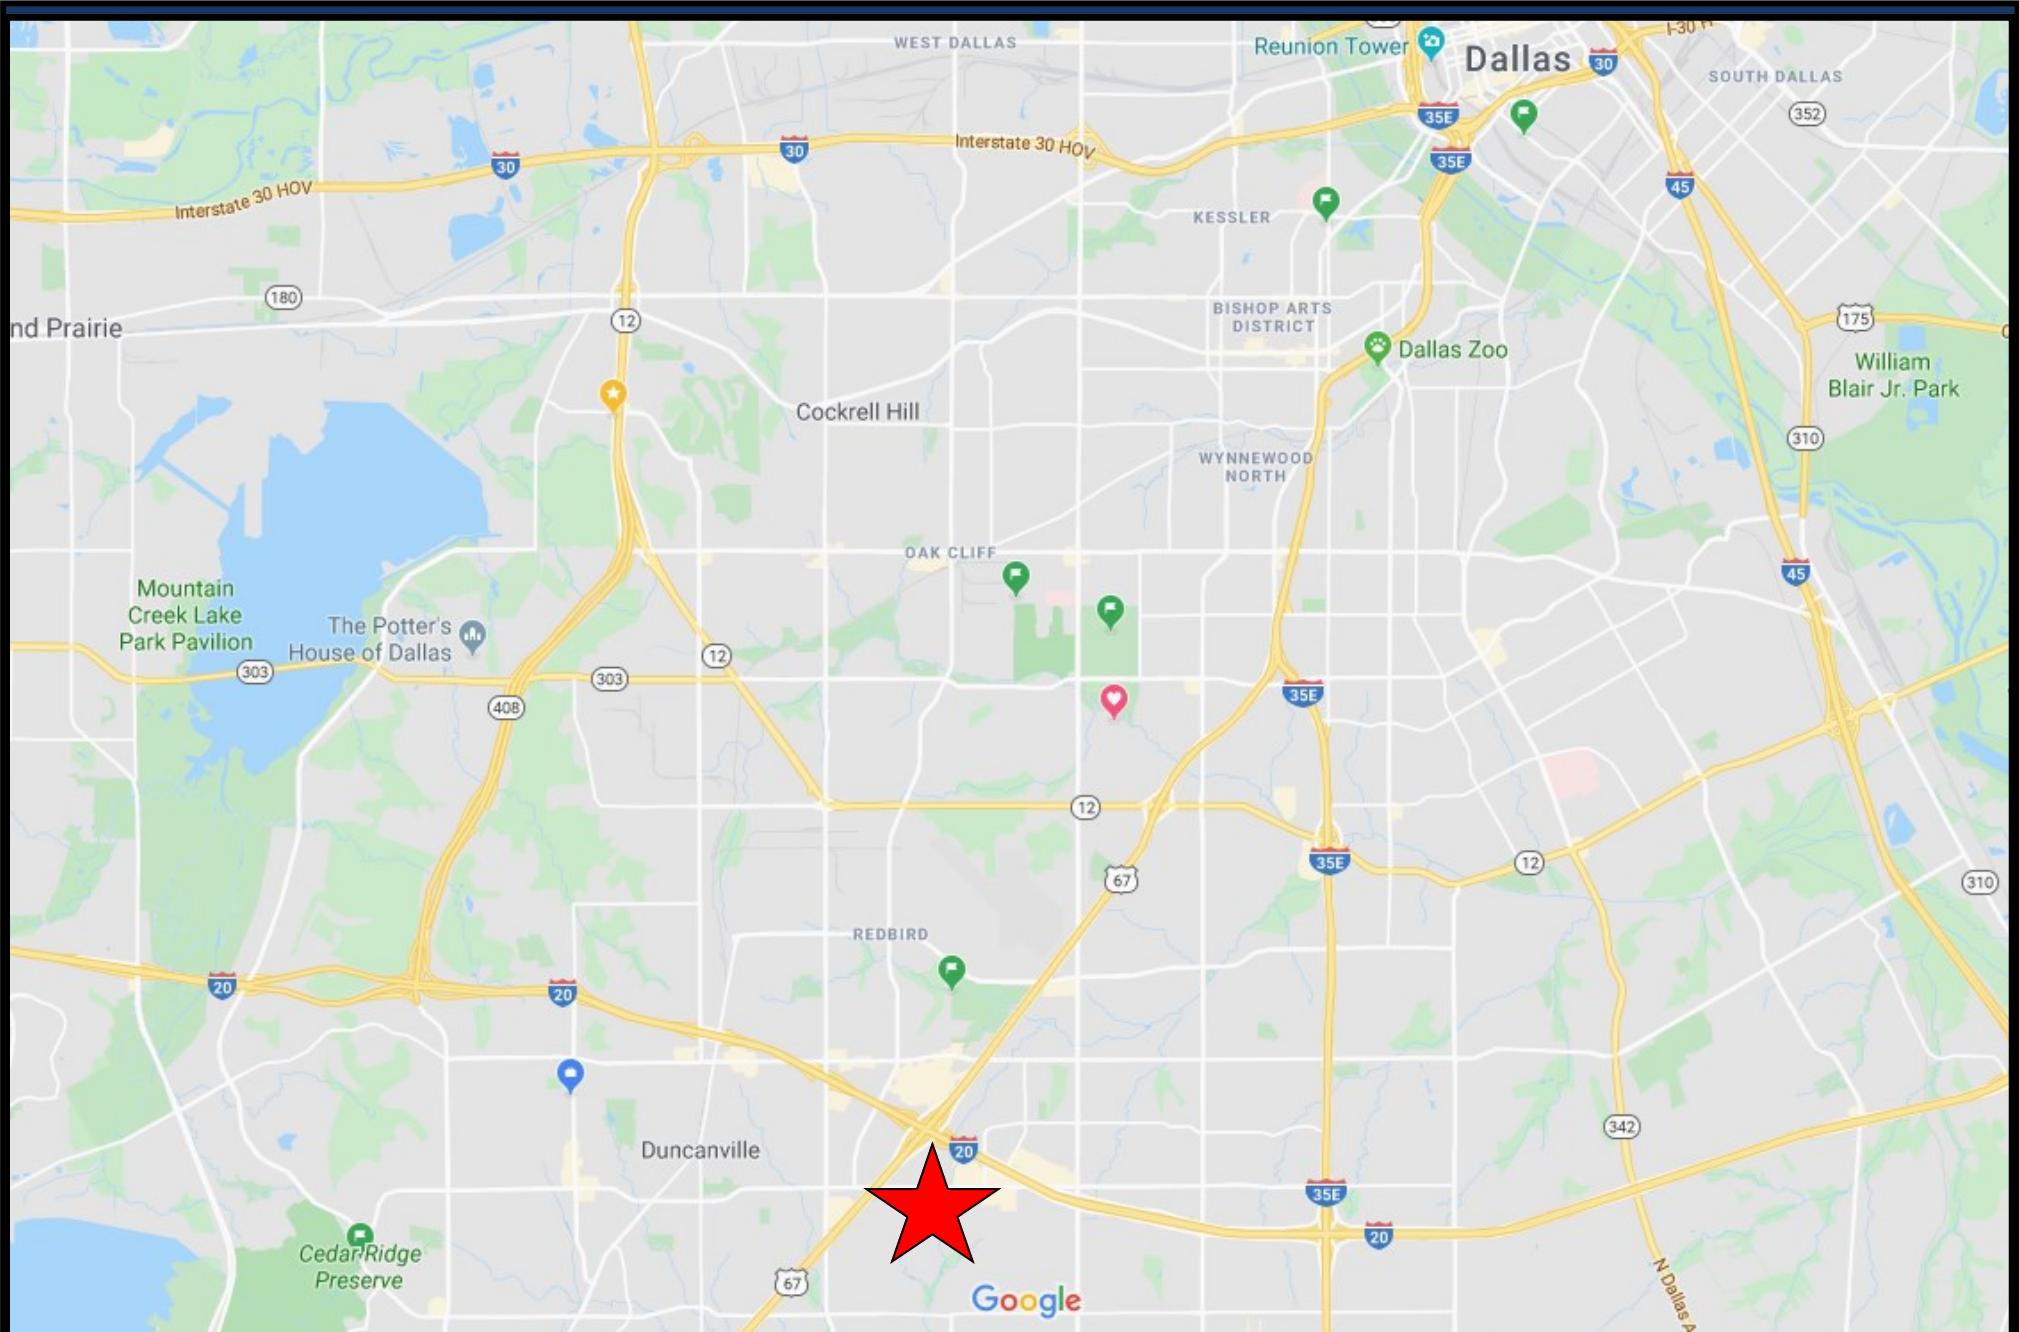 WEST DALLAS
Reunion Tower
Dallas
30
I-30 H
SOUTH DALLAS
352
35E
30
Interstate 30 HOV
30
35E
45
Interstate 30 HOV
KESSLER
180
12
BISHOP ARTS
DISTRICT
175
nd Prairie
Dallas Zoo
William
Blair Jr. Park
Cockrell Hill
310
WYNNEWOOD
NORTH
OAK CLIFF
45
Mountain
Creek Lake
Park Pavilion
The Potter's
House of Dallas
12
303
303
408
35E
12
35E
12
67
310
REDBIRD
20
20
342
Duncanville
20
35E
20
Cedar Ridge
Preserve
67
Google
N Dallas A